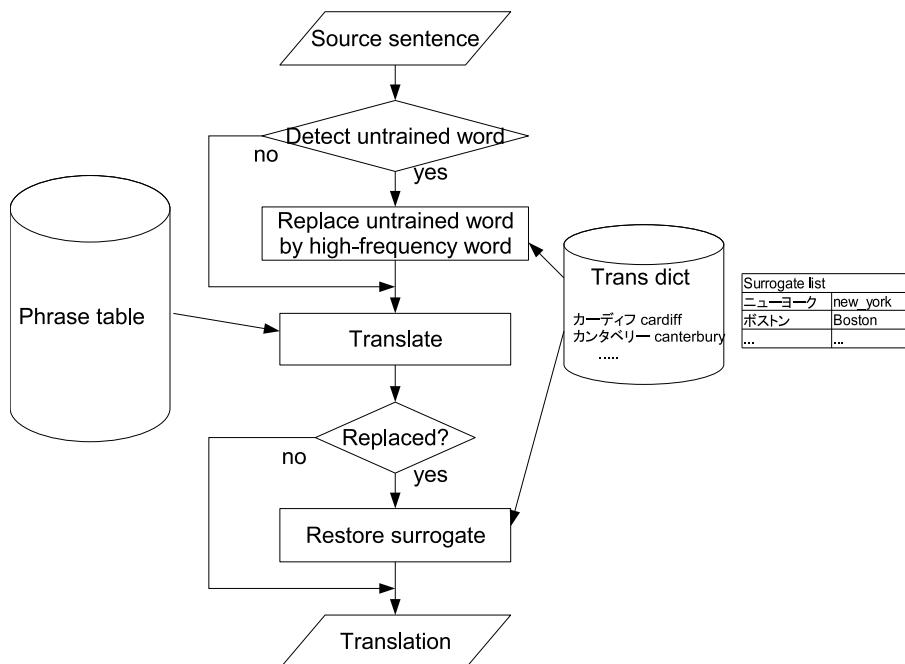 Source sentence
Detect untrained word
no
yes
Replace untrained word
by high-frequency word
Phrase table
Trans dict
カーディフ cardiff
カンタベリー canterbury
.....
Surrogate list
ニューヨーク new_york
ボストン Boston
... ...
Translate
Replaced?
no
yes
Restore surrogate
Translation